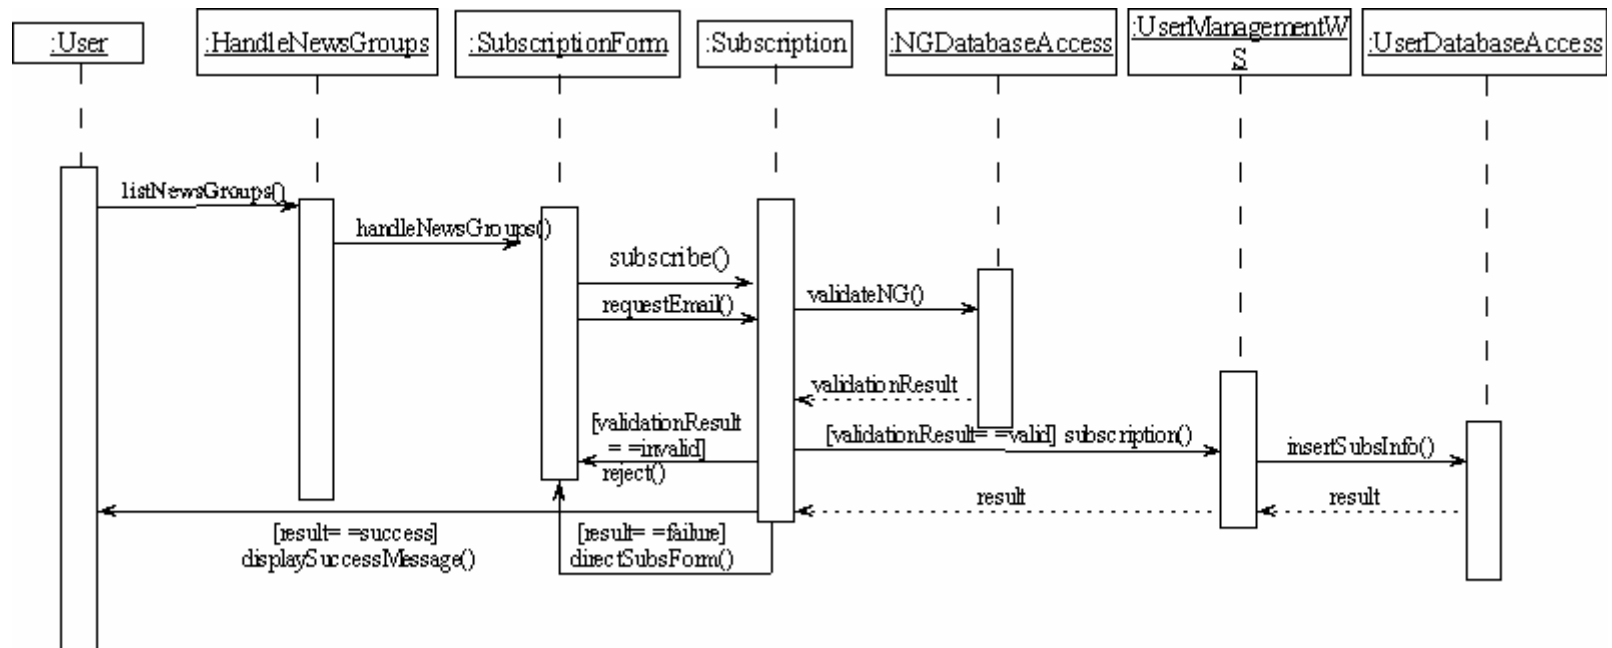 :User
:HandleNewsGroups
:SubscriptionForm
:Subscription
:NGDatabaseAccess
:UserManagementW
S
:UserDatabaseAccess
listNewsGroups()
handleNewsGroups()
subscribe()
requestEmail()
validateNG()
validationResult
[validationResult
= =invalid]
reject()
[validationResult= =valid] subscription()
insertSubsInfo()
result
result
[result= =success]
displaySuccessMessage()
[result= =failure]
directSubsForm()